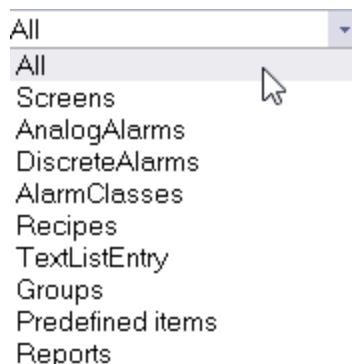 All
All
Screens
AnalogAlarms
DiscreteAlarms
AlarmClasses
Recipes
TextListEntry
Groups
Predefined items
Reports